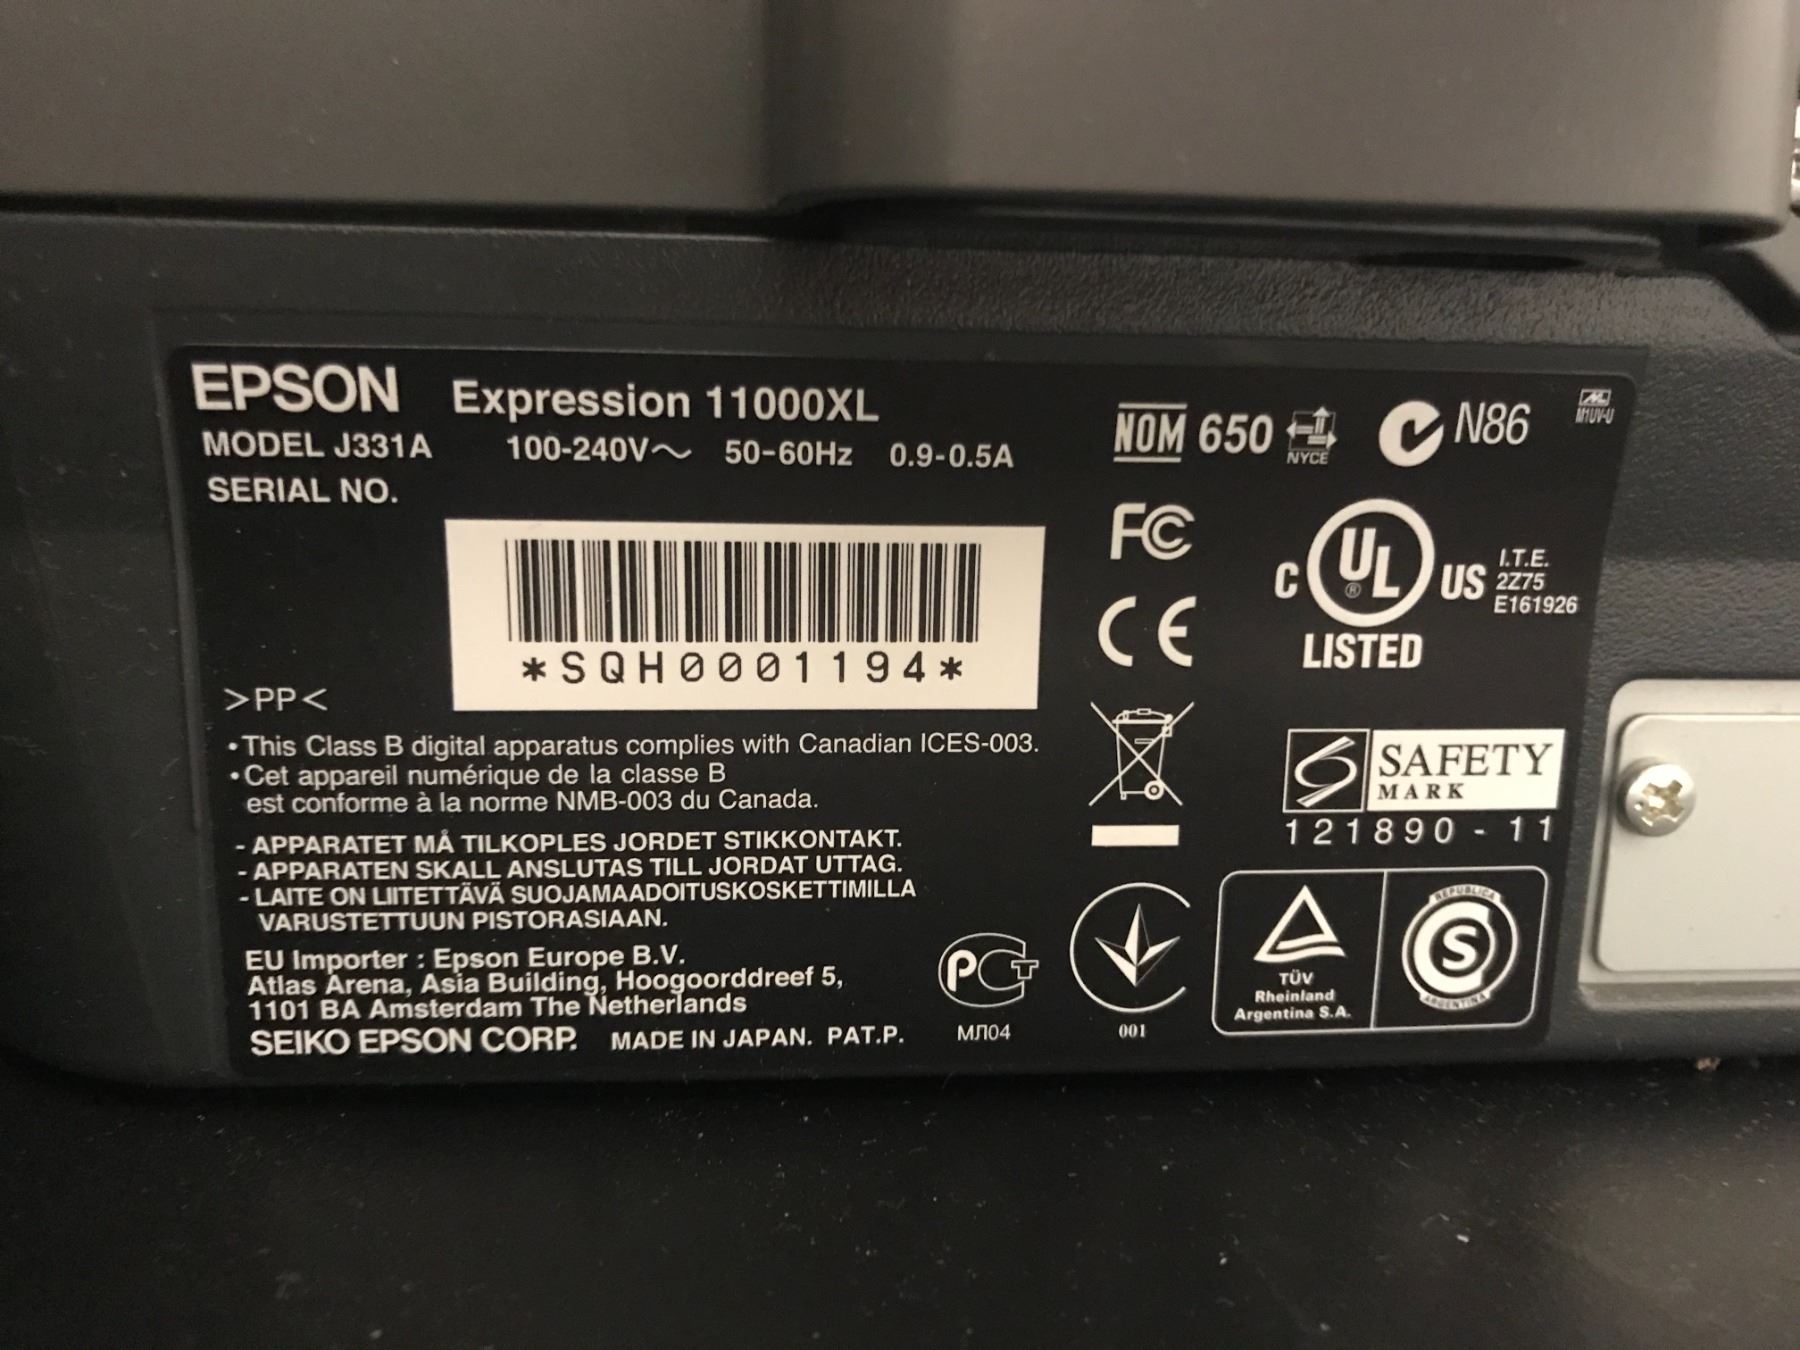 EPSON Expression 11000XL
MODEL J331A 100-240V~ 50-60Hz 0.9-0.5A
SERIAL NO.
*SQH0001194*
>PP<
•This Class B digital apparatus complies with Canadian ICES-003.
•Cet appareil numérique de la classe B
est conforme à la norme NMB-003 du Canada.
- APPARATET MÅ TILKOPLES JORDET STIKKONTAKT.
- APPARATEN SKALL ANSLUTAS TILL JORDAT UTTAG.
- LAITE ON LIITETTÄVÄ SUOJAMAADOITUSKOSKETTIMILLA
VARUSTETTUUN PISTORASIAAN.
EU Importer : Epson Europe B.V.
Atlas Arena, Asia Building, Hoogoorddreef 5,
1101 BA Amsterdam The Netherlands
SEIKO EPSON CORP. MADE IN JAPAN. PAT.P.
NOM 650 NYCE N86
M1UV-U
FC
CE
C UL ® US
LISTED
I.T.E.
2Z75
E161926
SAFETY
MARK
121890-11
PCT
МЛ04
001
TÜV
Rheinland
Argentina S.A.
REPUBLICA
S
ARGENTINA